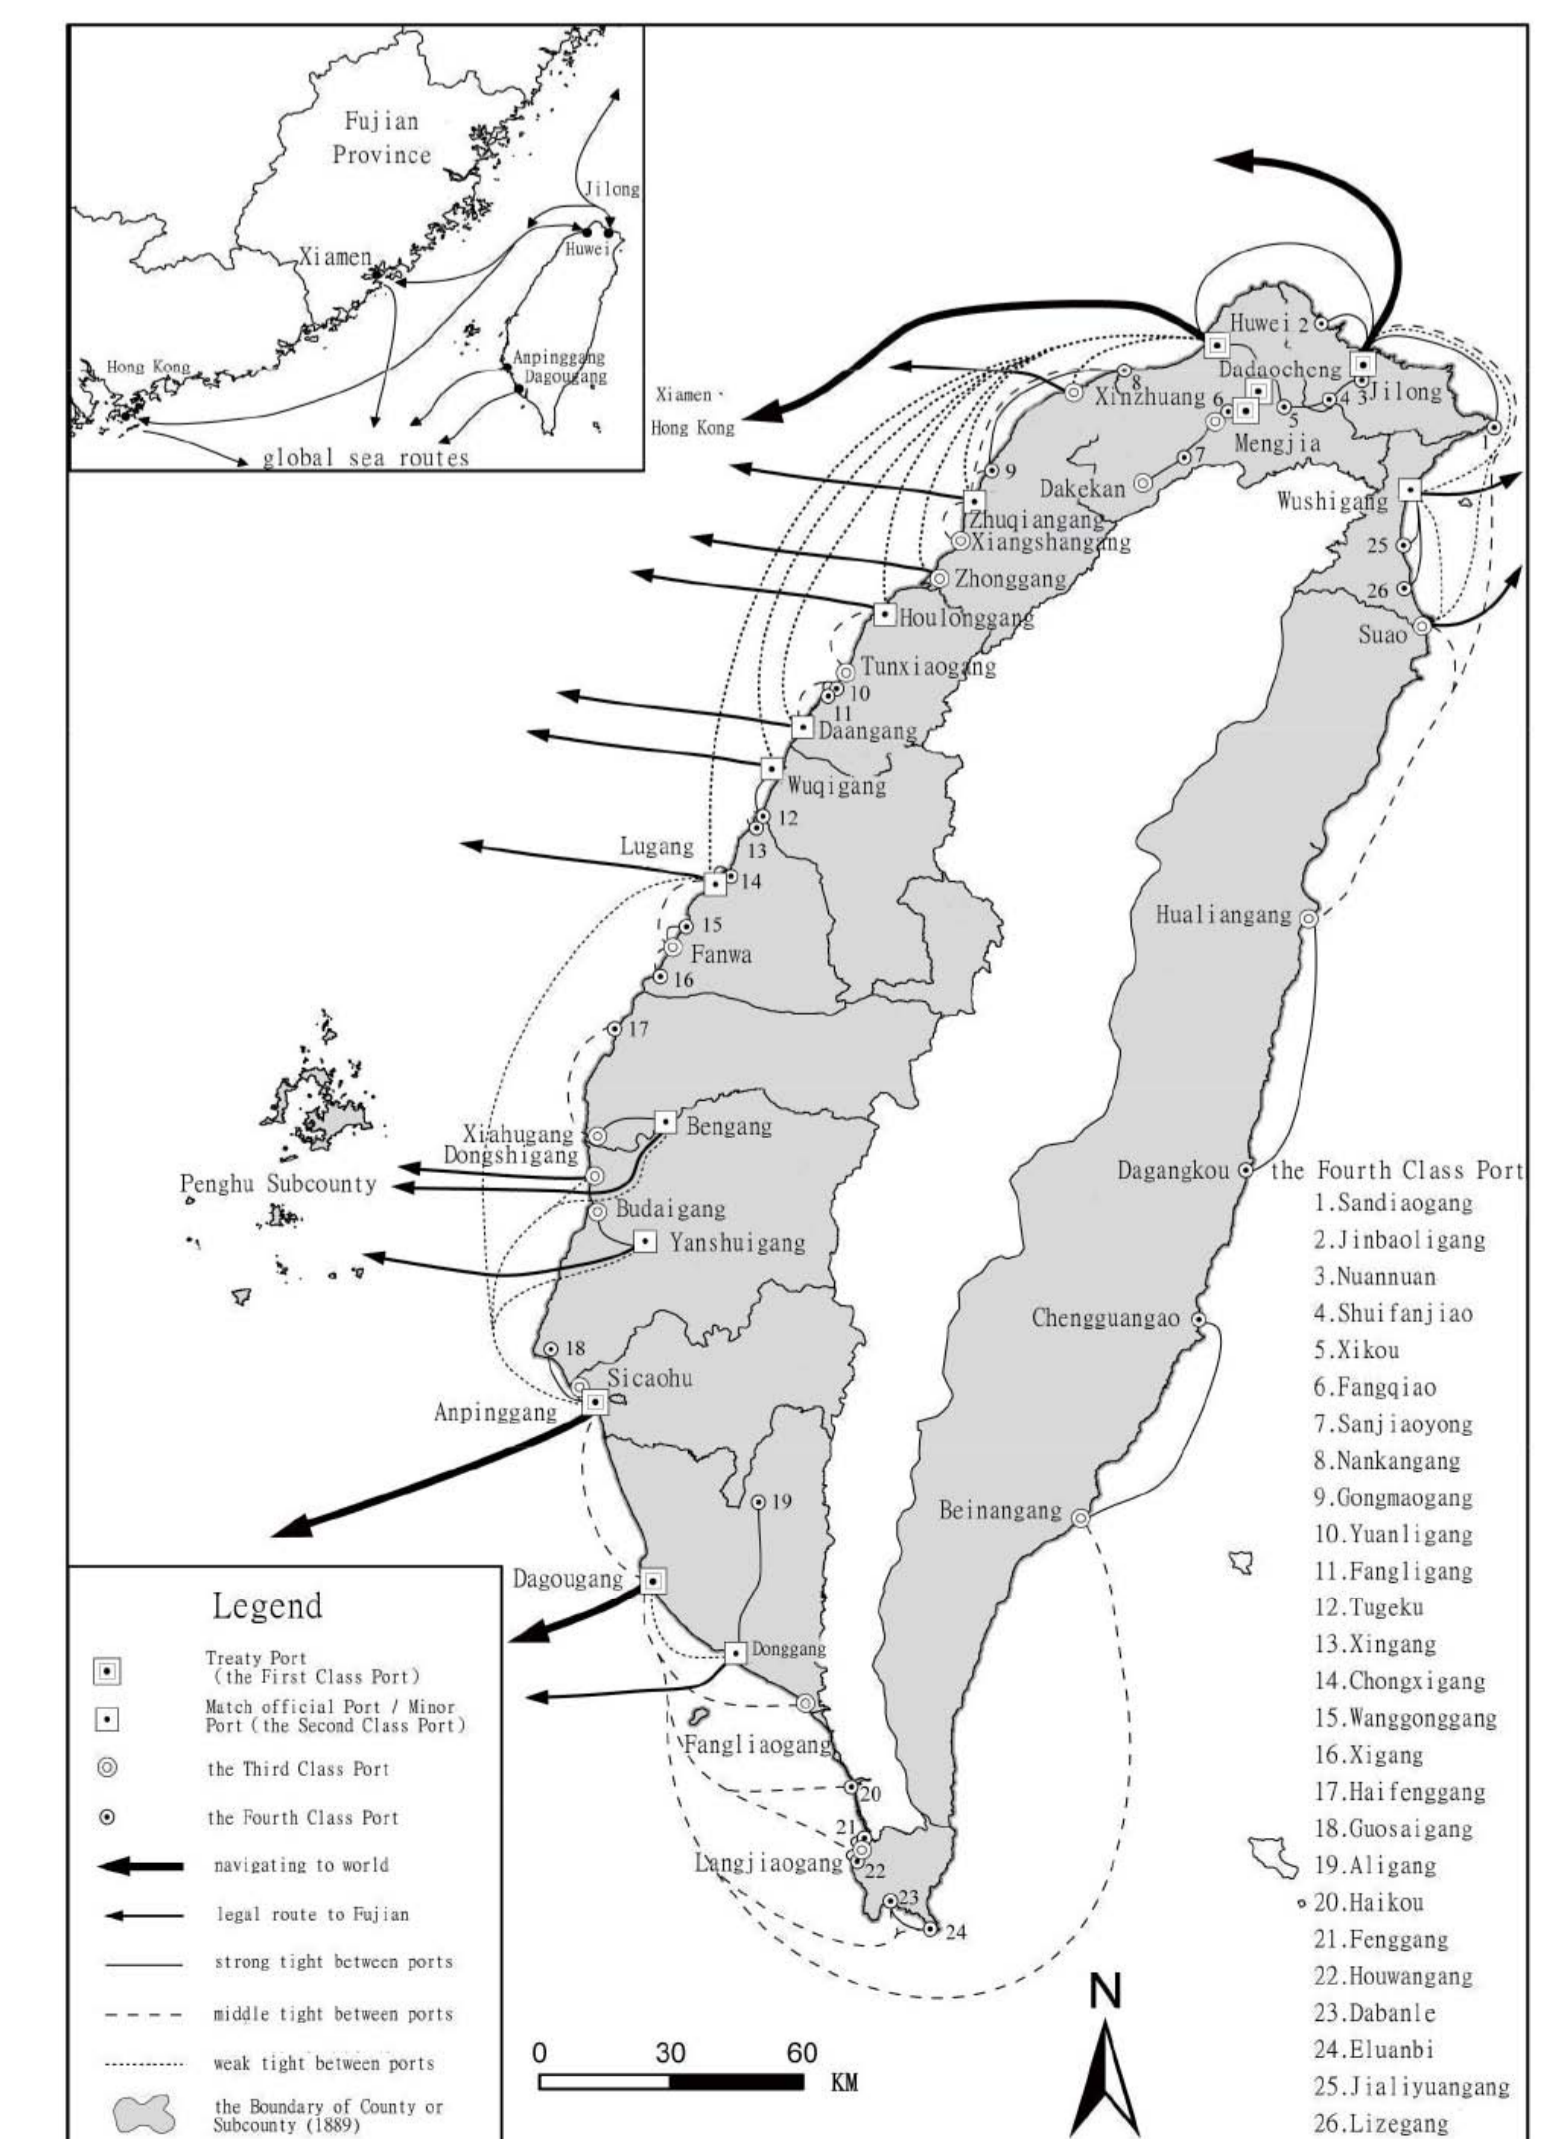 Fujian
Province
Jilong
Huwei
Xiamen
Anpinggang
Dagougang
Hong Kong
global sea routes
Xiamen ·
Hong Kong
Huwei
2
Dadaocheng
Jilong
Xinzhuang
8
6
5
4
3
1
Mengjia
7
9
Dakekan
Wushigang
Zhuqiangang
Xiangshangang
25
Zhonggang
26
Houlonggang
Suao
Tunxiaogang
10
11
Daangang
Wuqigang
12
13
Lugang
14
15
Fanwa
16
Hualiangang
17
Xiahugang
Bengang
Dongshigang
Penghu Subcounty
Budaigang
Yanshuigang
Dagangkou
Chengguangao
18
Sicaohu
Anpinggang
19
Beinangang
Dagougang
Donggang
Fangliaogang
20
21
Langjiaogang
22
23
24
the Fourth Class Port
1.Sandiaogang
2.Jinbaoligang
3.Nuannuan
4.Shuifanjiao
5.Xikou
6.Fangqiao
7.Sanjiaoyong
8.Nankangang
9.Gongmaogang
10.Yuanligang
11.Fangligang
12.Tugeku
13.Xingang
14.Chongxigang
15.Wanggonggang
16.Xigang
17.Haifenggang
18.Guosaigang
19.Aligang
20.Haikou
21.Fenggang
22.Houwangang
23.Dabanle
24.Eluanbi
25.Jialiyuangang
26.Lizegang
Legend
Treaty Port
(the First Class Port)
Match official Port / Minor
Port (the Second Class Port)
the Third Class Port
the Fourth Class Port
navigating to world
legal route to Fujian
strong tight between ports
middle tight between ports
weak tight between ports
the Boundary of County or
Subcounty (1889)
0 30 60
KM
N